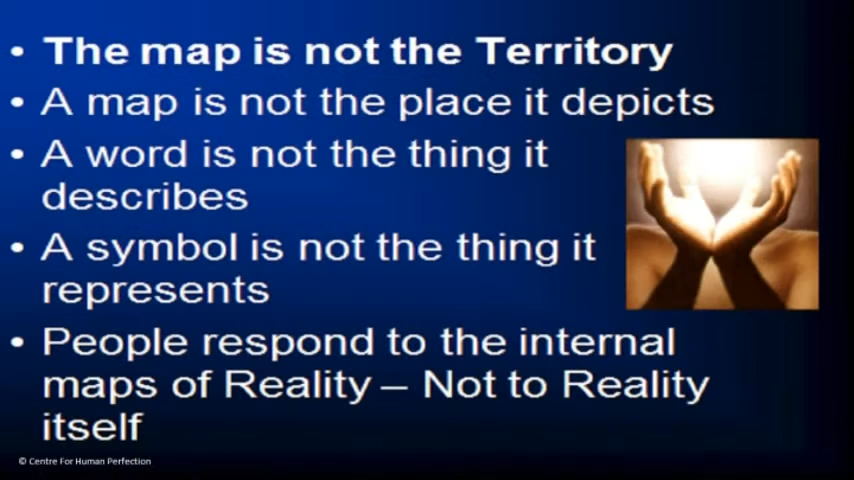 • The map is not the Territory
• A map is not the place it depicts
• A word is not the thing it
describes
• A symbol is not the thing it
represents
• People respond to the internal
maps of Reality – Not to Reality
itself
© Centre For Human Perfection